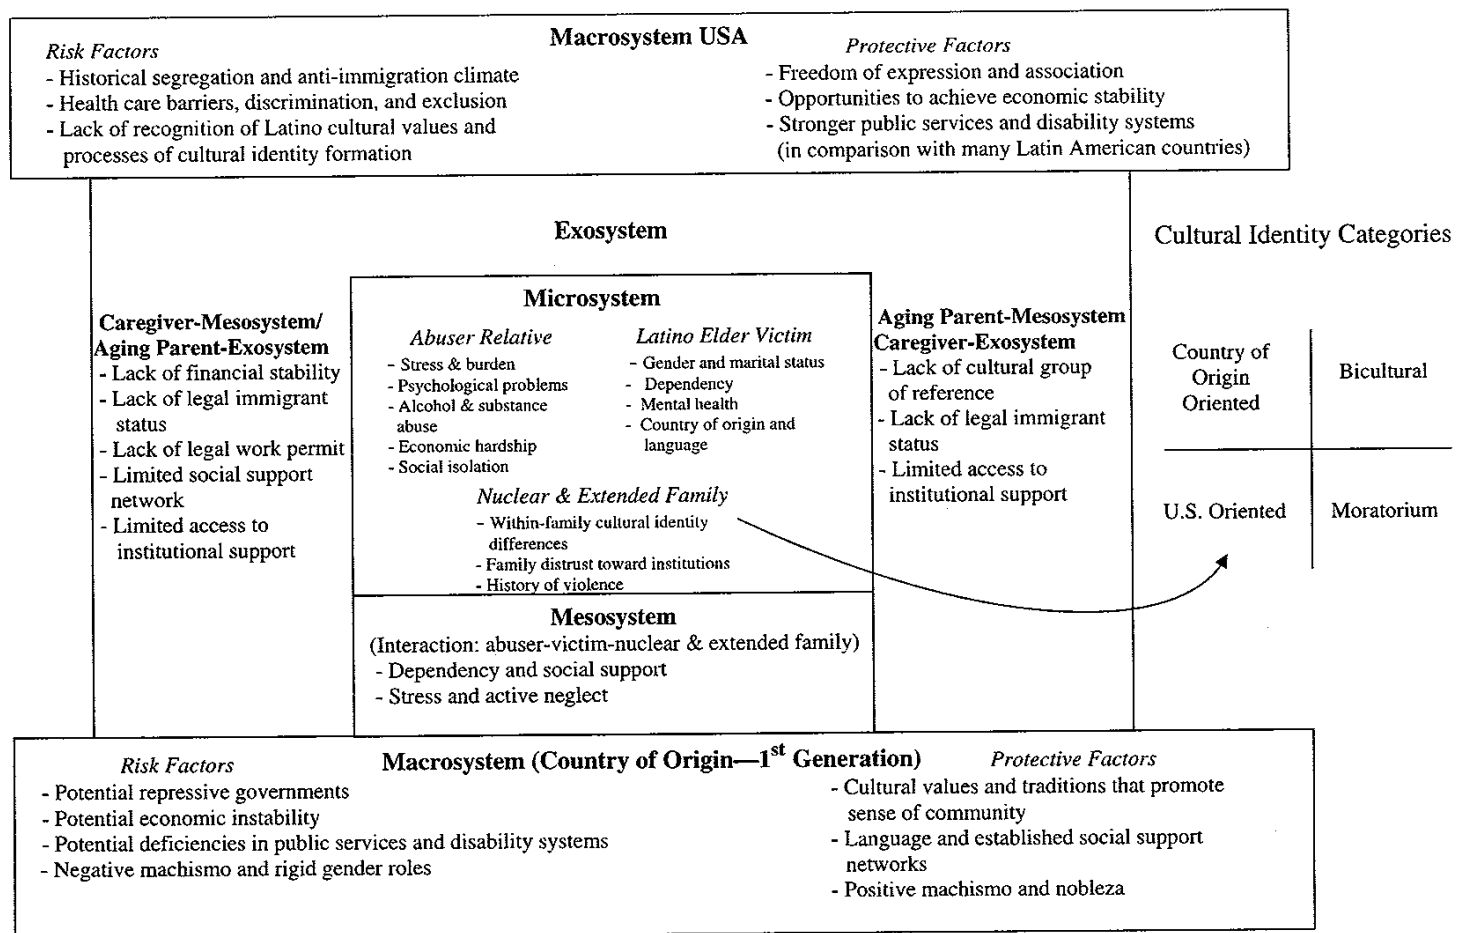 Macrosystem USA
Risk Factors
- Historical segregation and anti-immigration climate
- Health care barriers, discrimination, and exclusion
- Lack of recognition of Latino cultural values and
processes of cultural identity formation
Protective Factors
- Freedom of expression and association
- Opportunities to achieve economic stability
- Stronger public services and disability systems
(in comparison with many Latin American countries)
Exosystem
Caregiver-Mesosystem/
Aging Parent-Exosystem
- Lack of financial stability
- Lack of legal immigrant
status
- Lack of legal work permit
- Limited social support
network
- Limited access to
institutional support
Microsystem
Abuser Relative
- Stress & burden
- Psychological problems
- Alcohol & substance
abuse
- Economic hardship
- Social isolation
Latino Elder Victim
- Gender and marital status
- Dependency
- Mental health
- Country of origin and
language
Nuclear & Extended Family
- Within-family cultural identity
differences
- Family distrust toward institutions
- History of violence
Mesosystem
(Interaction: abuser-victim-nuclear & extended family)
- Dependency and social support
- Stress and active neglect
Aging Parent-Mesosystem
Caregiver-Exosystem
- Lack of cultural group
of reference
- Lack of legal immigrant
status
- Limited access to
institutional support
Cultural Identity Categories
Country of
Origin
Oriented
Bicultural
U.S. Oriented
Moratorium
Macrosystem (Country of Origin—1st Generation)
Risk Factors
- Potential repressive governments
- Potential economic instability
- Potential deficiencies in public services and disability systems
- Negative machismo and rigid gender roles
Protective Factors
- Cultural values and traditions that promote
sense of community
- Language and established social support
networks
- Positive machismo and nobleza